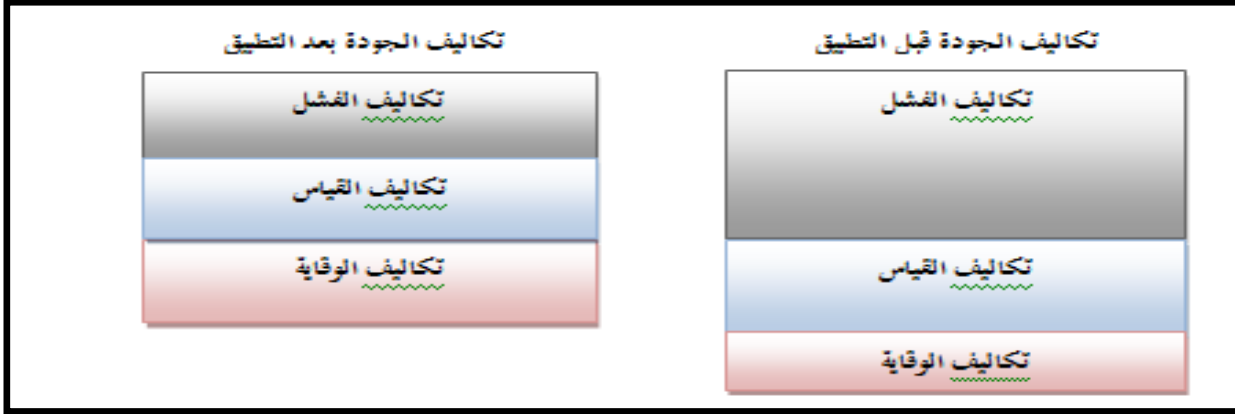 تكاليف الجودة قبل التطبيق
تكاليف الفشل
تكاليف القياس
تكاليف الوقاية
تكاليف الجودة بعد التطبيق
تكاليف الفشل
تكاليف القياس
تكاليف الوقاية